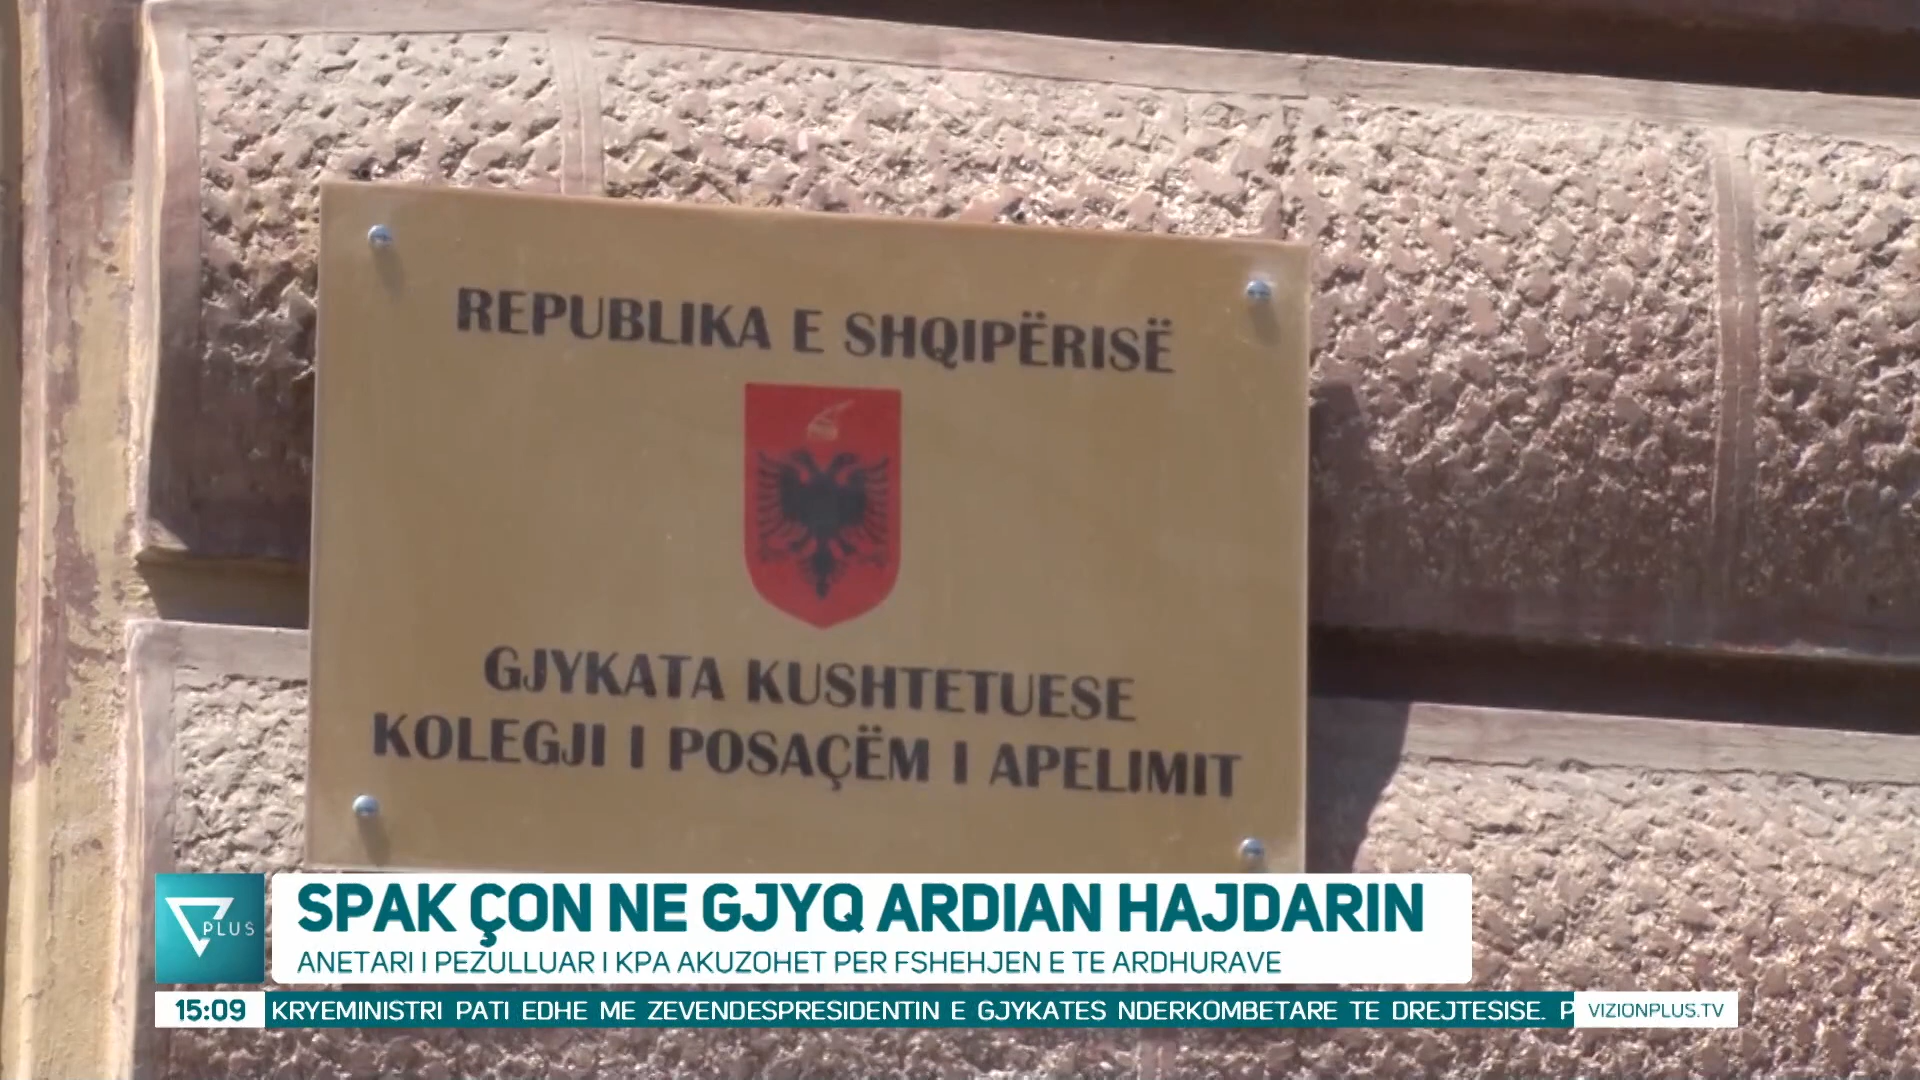 REPUBLIKA E SHQIPËRISË
GJYKATA KUSHTETUESE
KOLEGJI I POSAÇËM I APELIMIT
PLUS
SPAK ÇON NE GJYQ ARDIAN HAJDARIN
ANETARI I PEZULLUAR I KPA AKUZOHET PER FSHEHJEN E TE ARDHURAVE
15:09 KRYEMINISTRI PATI EDHE ME ZEVENDESPRESIDENTIN E GJYKATES NDERKOMBETARE TE DREJTESISE. P VIZIONPLUS.TV